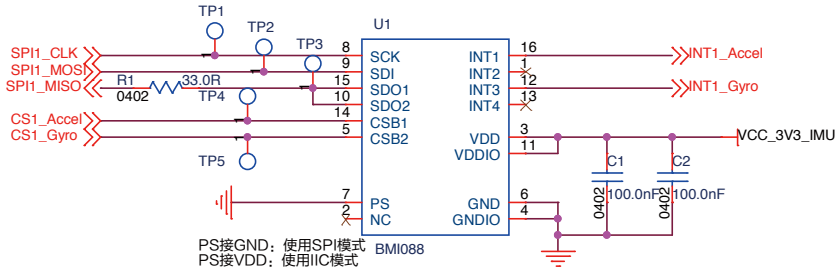 TP1
U1
TP2
TP3
SPI1_CLK 8 SCK INT1 16 INT1_Accel
SPI1_MOSI 9 SDI INT2 1
SPI1_MISO R1 33.0R 15 SDO1 INT3 12 INT1_Gyro
0402 TP4 10 SDO2 INT4 13
CS1_Accel 14 CSB1
CS1_Gyro 5 CSB2 VDD 3 VCC_3V3_IMU
VDDIO 11
TP5
C1 C2
0402 100.0nF 0402 100.0nF
7 PS GND 6
2 NC GNDIO 4
PS接GND：使用SPI模式 BMI088
PS接VDD：使用IIC模式